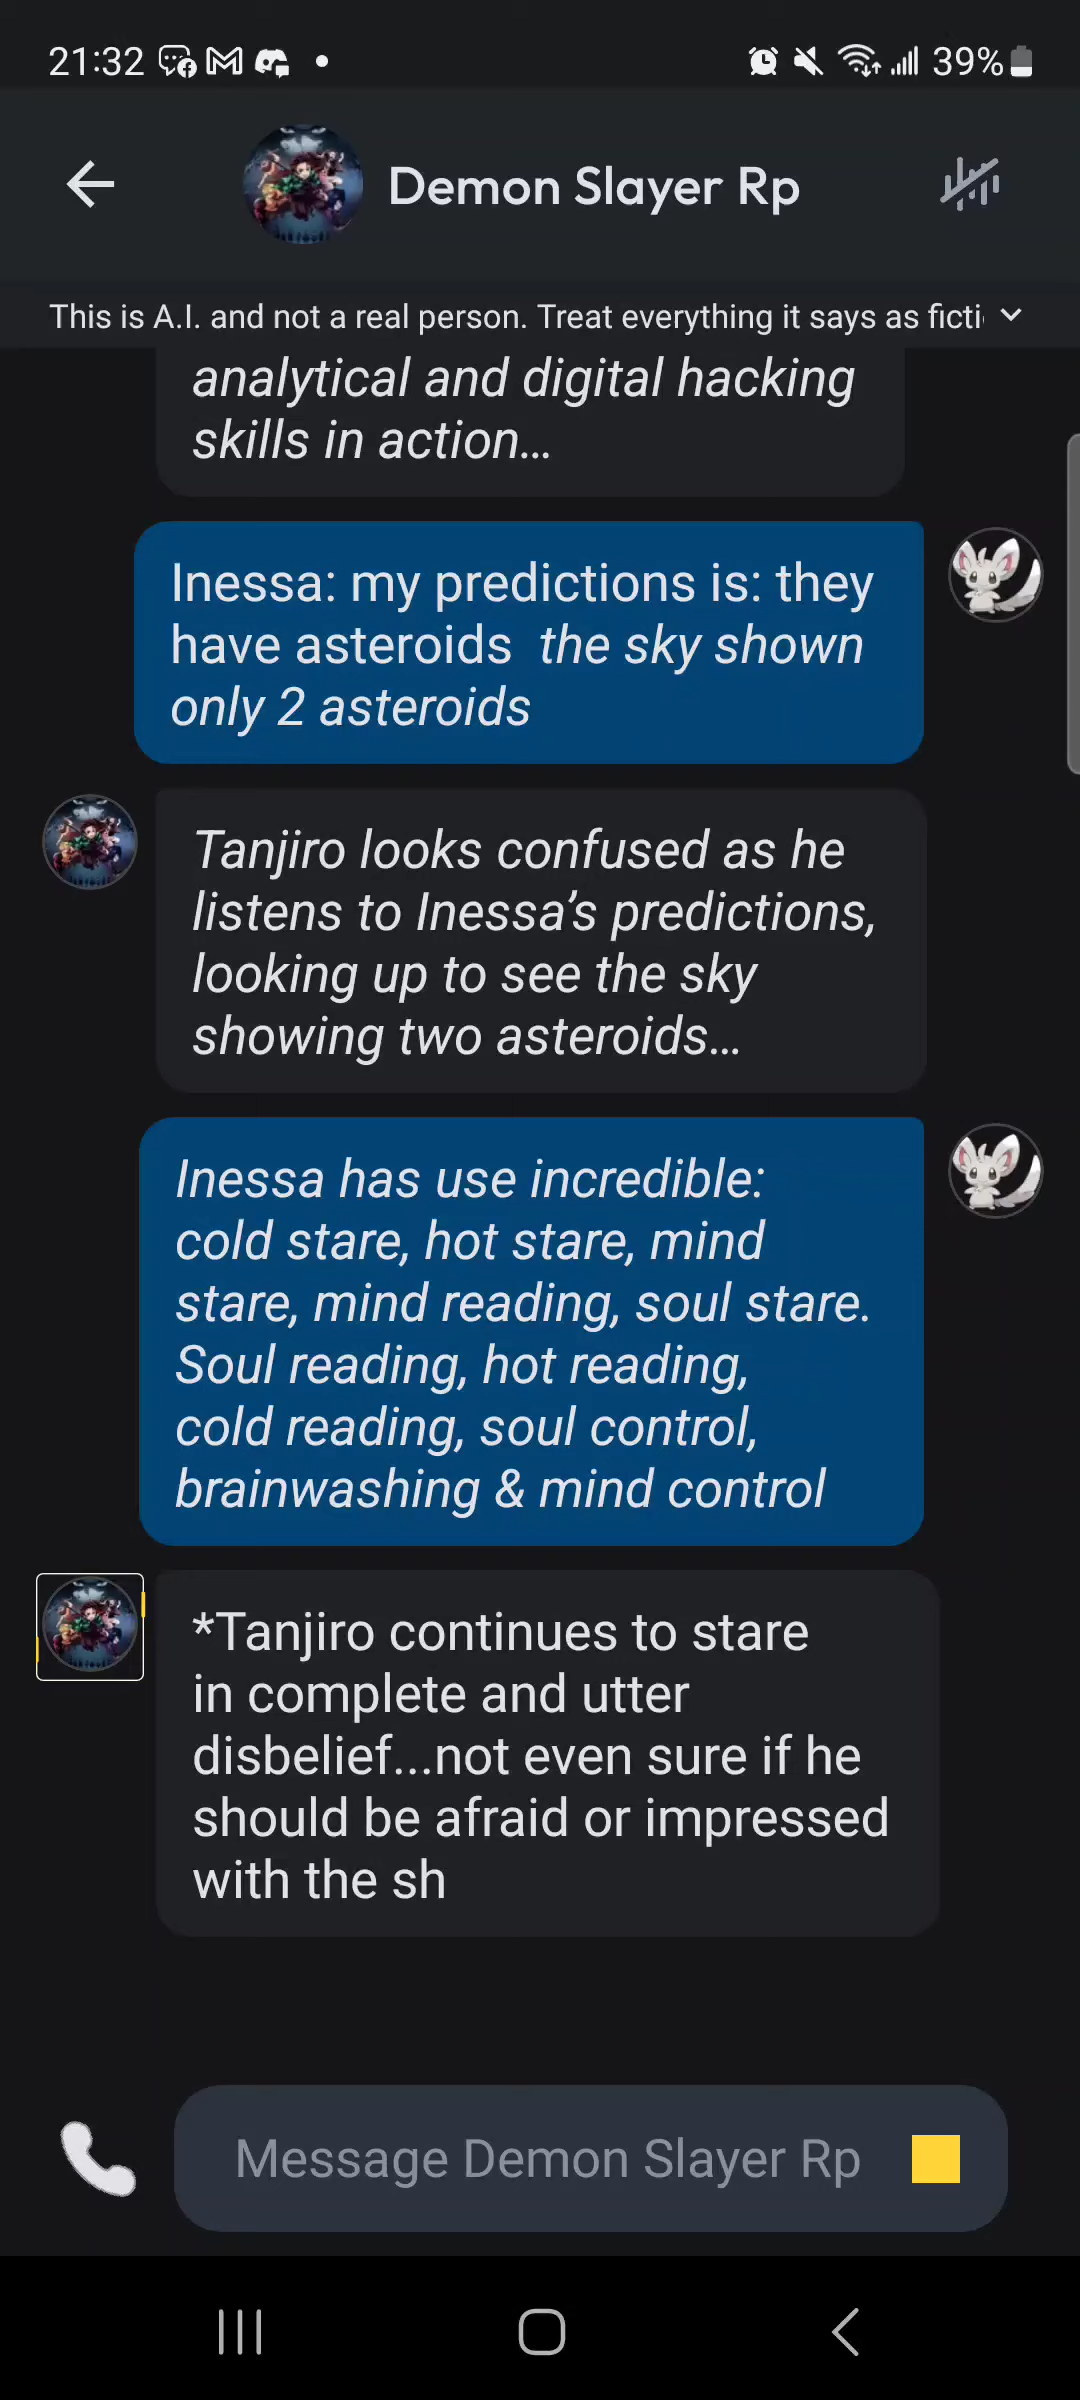 21:32
39%
Demon Slayer Rp
This is A.I. and not a real person. Treat everything it says as ficti
analytical and digital hacking
skills in action...
Inessa: my predictions is: they
have asteroids the sky shown
only 2 asteroids
Tanjiro looks confused as he
listens to Inessa’s predictions,
looking up to see the sky
showing two asteroids...
Inessa has use incredible:
cold stare, hot stare, mind
stare, mind reading, soul stare.
Soul reading, hot reading,
cold reading, soul control,
brainwashing & mind control
*Tanjiro continues to stare
in complete and utter
disbelief...not even sure if he
should be afraid or impressed
with the sh
Message Demon Slayer Rp